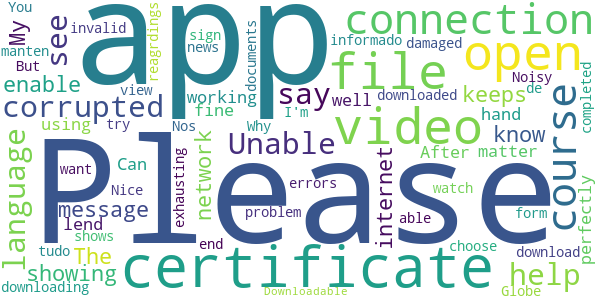 You
manten
invalid
My
But
see
reagrdings
enable
view
corrupted
app
sign
news
documents
oo
working
fine
I'm
connection
informado
damaged
open
file
Noisy
say
well
downloaded
keeps
de
completed
using
try
Nos
Why
video
hand
course
know
language
network
Unable
After
matter
perfectly
want
Nice
exhausting
Please
errors
internet
watch
message
lend
problem
able
form
tudo
The
shows
end
choose
download
showing
Can
certificate
help
downloading
Downloadable
Globe